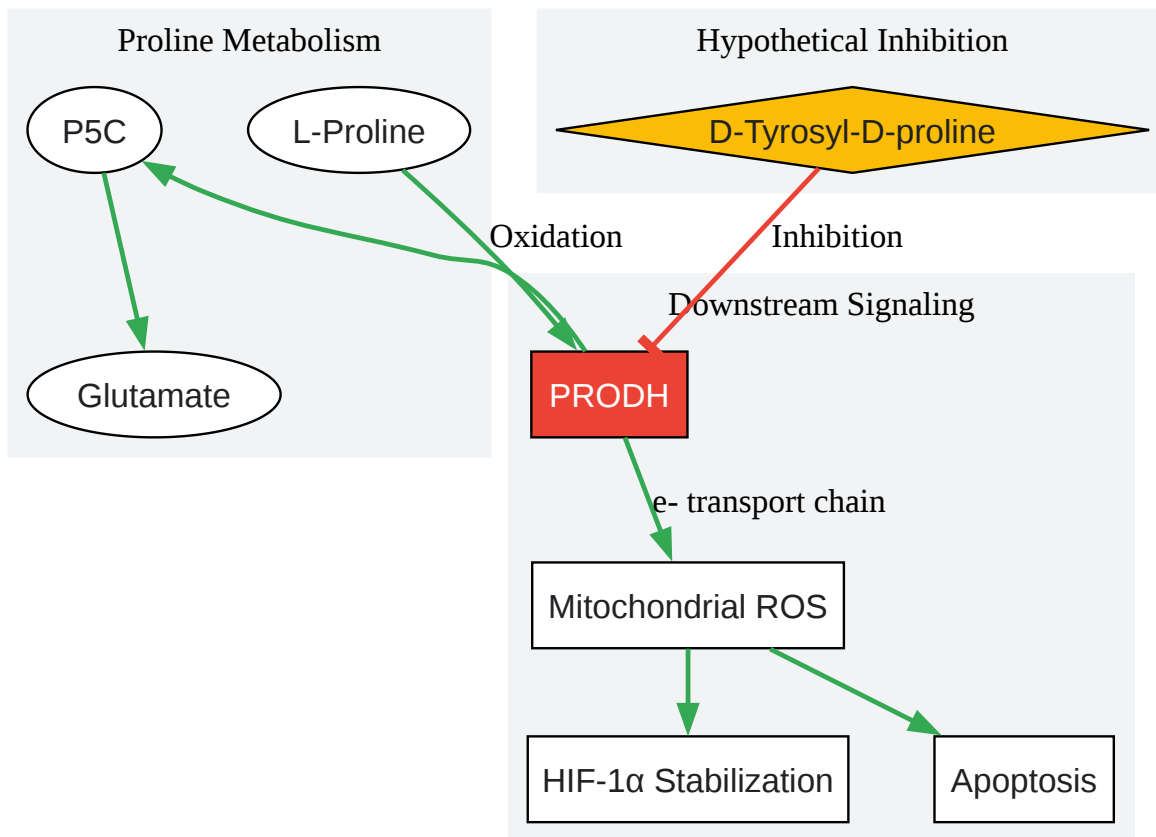 Proline Metabolism
Hypothetical Inhibition
P5C
L-Proline
D-Tyrosyl-D-proline
Oxidation
Inhibition
Downstream Signaling
PRODH
Glutamate
e- transport chain
Mitochondrial ROS
HIF-1α Stabilization
Apoptosis